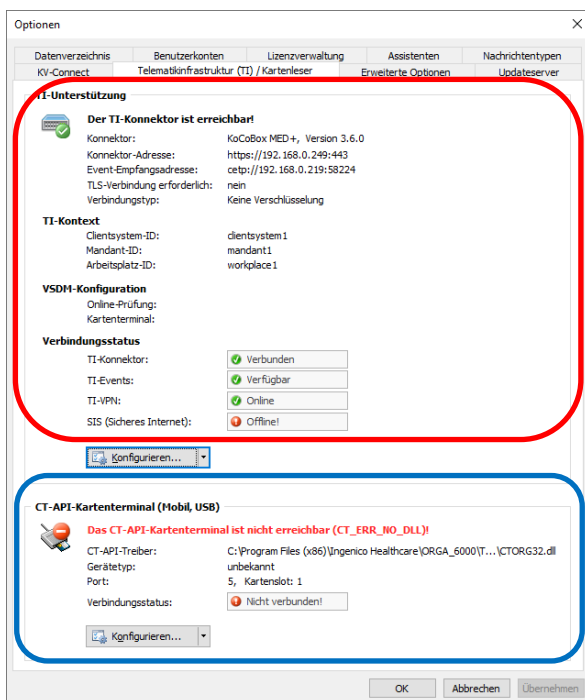 Optionen
Datenverzeichnis Benutzerkonten Lizenzverwaltung Assistenten Nachrichtentypen
KV-Connect Telematikinfrastruktur (TI) / Kartenleser Erweiterte Optionen Updateserver
TI-Unterstützung
Der TI-Konnektor ist erreichbar!
Konnektor: KoCoBox MED+, Version 3.6.0
Konnektor-Adresse: https://192.168.0.249:443
Event-Empfangsadresse: cetp://192.168.0.219:58224
TLS-Verbindung erforderlich: nein
Verbindungstyp: Keine Verschlüsselung
TI-Kontext
Clientsystem-ID: clientsystem1
Mandant-ID: mandant1
Arbeitsplatz-ID: workplace1
VSDM-Konfiguration
Online-Prüfung:
Kartenterminal:
Verbindungsstatus
TI-Konnektor: Verbunden
TI-Events: Verfügbar
TI-VPN: Online
SIS (Sicheres Internet): Offline!
Konfigurieren...
CT-API-Kartenterminal (Mobil, USB)
Das CT-API-Kartenterminal ist nicht erreichbar (CT_ERR_NO_DLL)!
CT-API-Treiber: C:\Program Files (x86)\Ingenico Healthcare\ORGA_6000\T...\CTORG32.dll
Gerätetyp: unbekannt
Port: 5, Kartenslot: 1
Verbindungsstatus: Nicht verbunden!
Konfigurieren...
OK Abbrechen Übernehmen